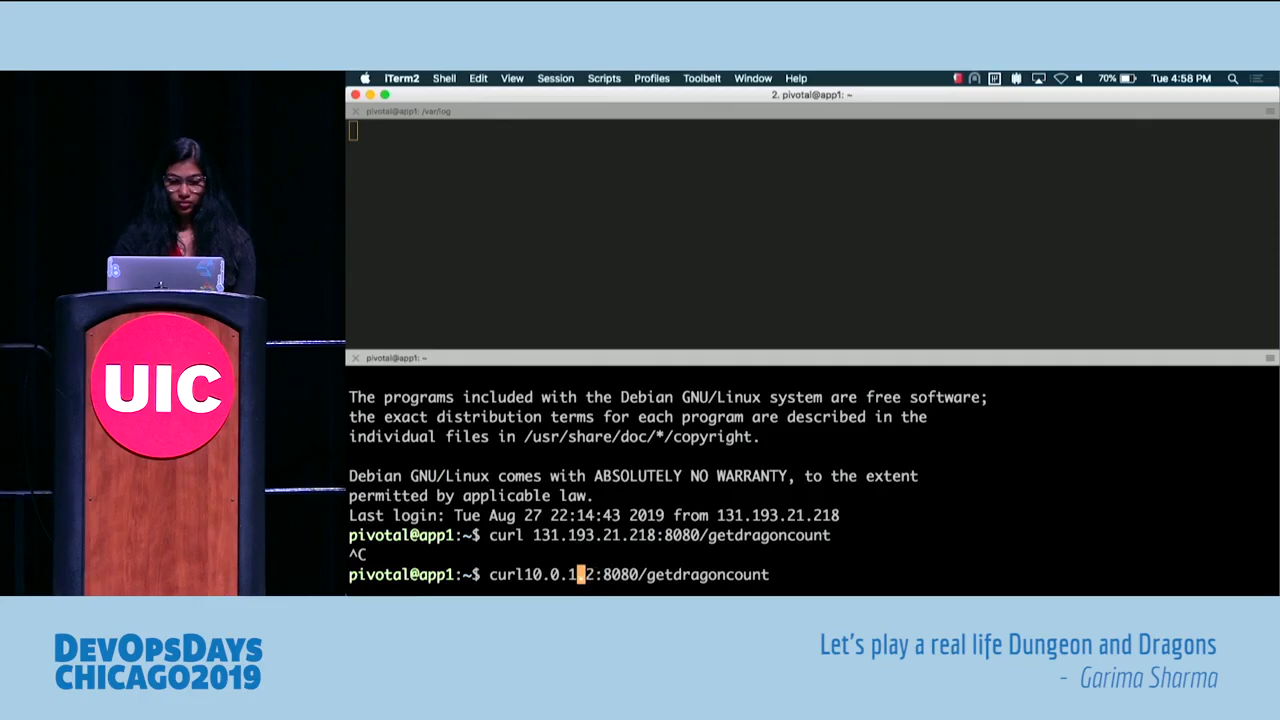 iTerm2 Shell Edit View Session Scripts Profiles Toolbelt Window Help 70% Tue 4:58 PM
2. pivotal@app1: ~
pivotal@app1: /var/log
pivotal@app1: ~
The programs included with the Debian GNU/Linux system are free software;
the exact distribution terms for each program are described in the
individual files in /usr/share/doc/*/copyright.
Debian GNU/Linux comes with ABSOLUTELY NO WARRANTY, to the extent
permitted by applicable law.
Last login: Tue Aug 27 22:14:43 2019 from 131.193.21.218
pivotal@app1:~$ curl 131.193.21.218:8080/getdragoncount
^C
pivotal@app1:~$ curl10.0.1.2:8080/getdragoncount
UIC
DEVOPSDAYS
CHICAGO2019
Let's play a real life Dungeon and Dragons
- Garima Sharma